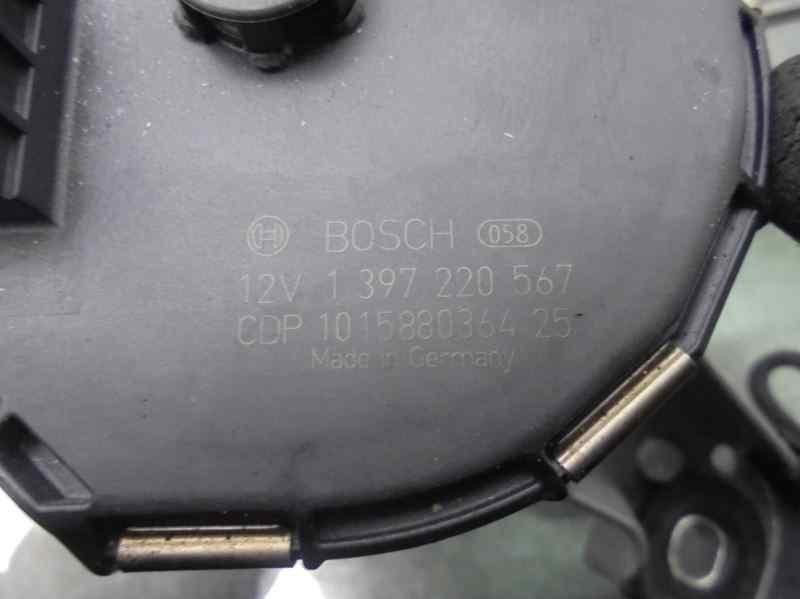 BOSCH 058
12V 1 397 220 567
CDP 1015880364 25
Made in Germany